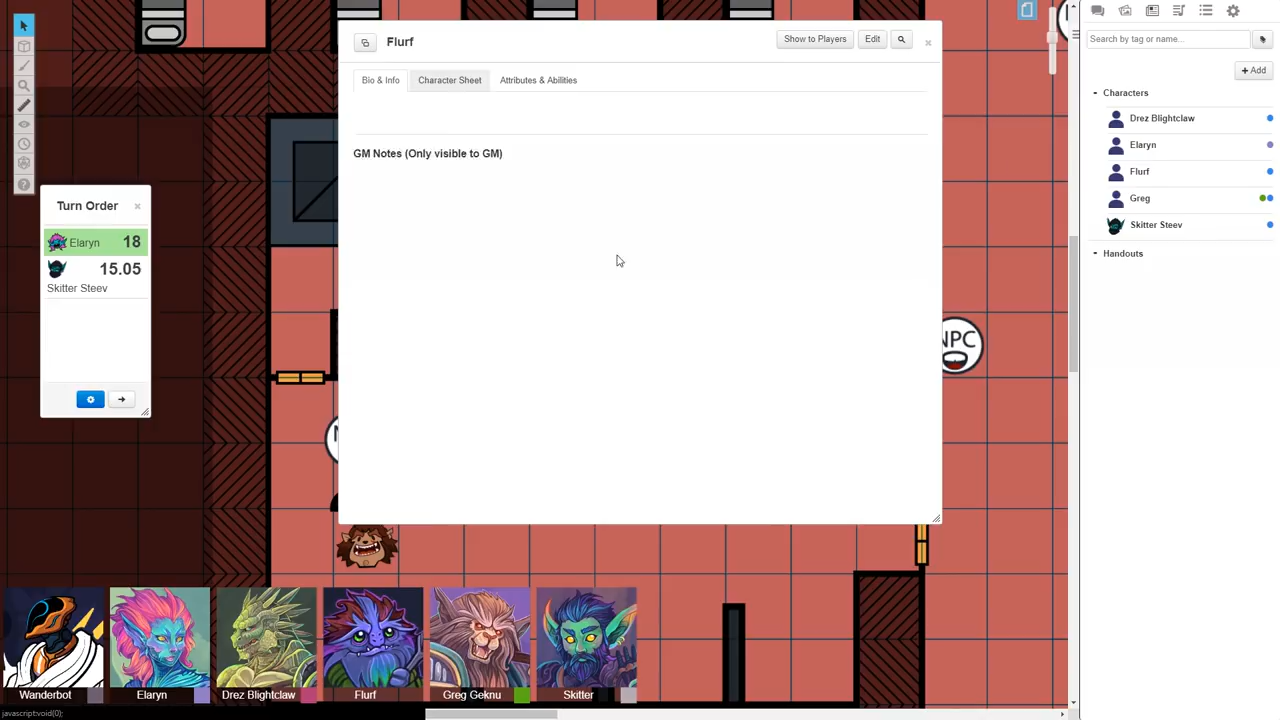 Flurf
Show to Players
Edit
Bio & Info
Character Sheet
Attributes & Abilities
GM Notes (Only visible to GM)
Turn Order
Elaryn 18
15.05
Skitter Steev
Search by tag or name...
+ Add
Characters
Drez Blightclaw
Elaryn
Flurf
Greg
Skitter Steev
Handouts
NPC
Wanderbot
Elaryn
Drez Blightclaw
Flurf
Greg Geknu
Skitter
javascript:void(0);